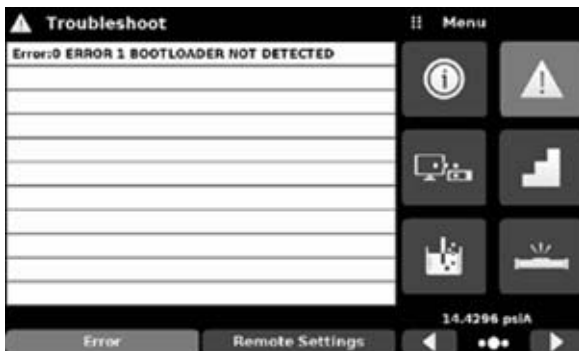 Troubleshoot
Menu
Error:0 ERROR 1 BOOTLOADER NOT DETECTED
14.4296 psiA
Error
Remote Settings